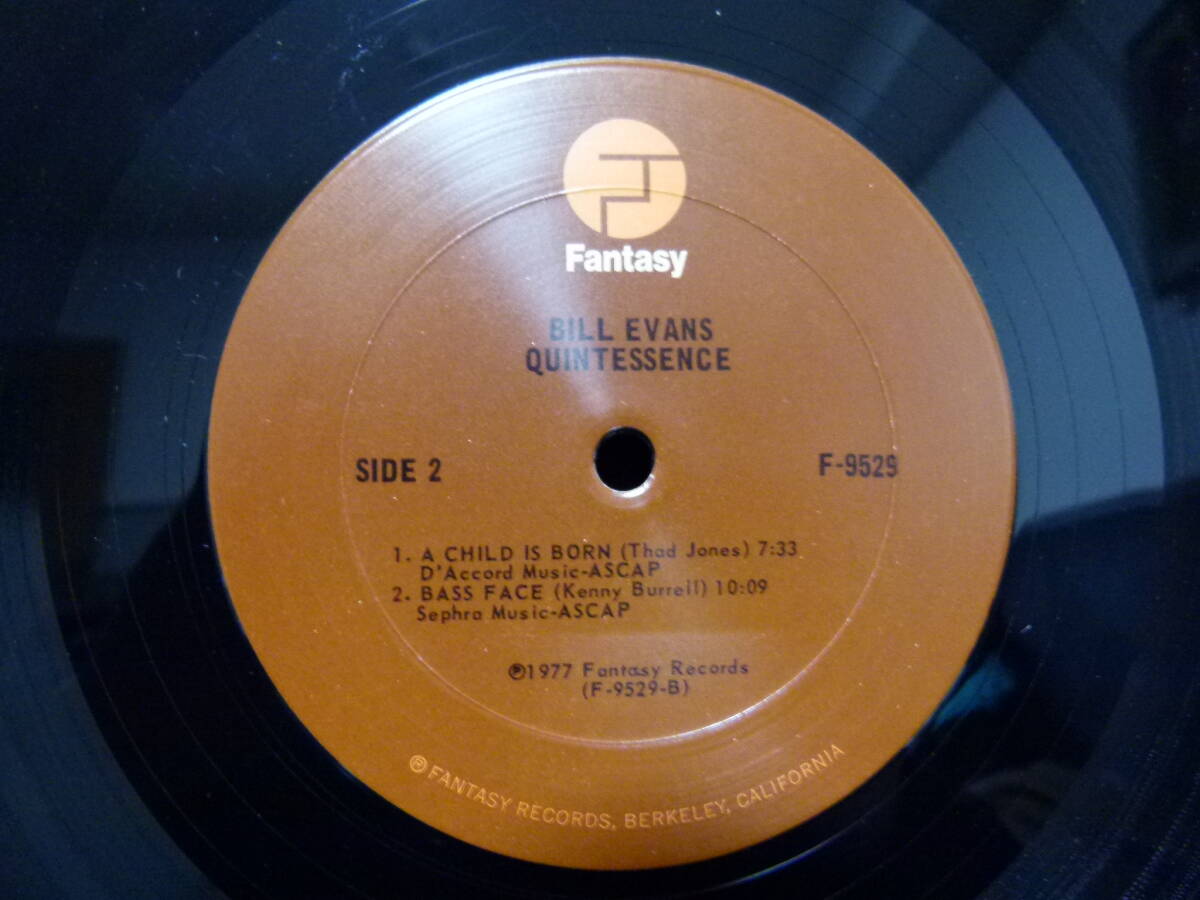 Fantasy
BILL EVANS
QUINTESSENCE
SIDE 2
F-9529
1. A CHILD IS BORN (Thad Jones) 7:33
D'Accord Music-ASCAP
2. BASS FACE (Kenny Burrell) 10:09
Sephra Music-ASCAP
℗1977 Fantasy Records
(F-9529-B)
® FANTASY RECORDS, BERKELEY, CALIFORNIA